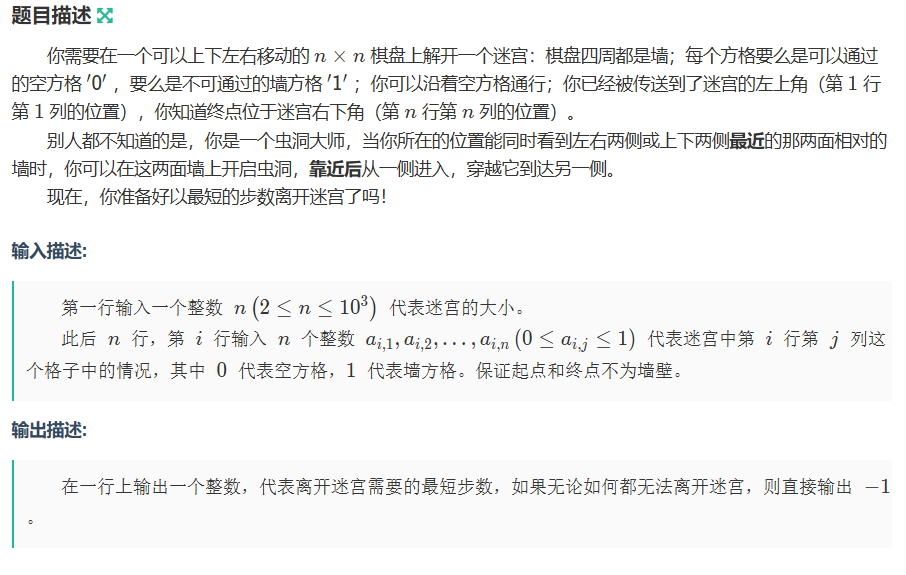 题目描述
你需要在一个可以上下左右移动的 n × n 棋盘上解开一个迷宫：棋盘四周都是墙；每个方格要么是可以通过
的空方格 '0' ，要么是不可通过的墙方格 '1' ；你可以沿着空方格通行；你已经被传送到了迷宫的左上角（第 1 行
第 1 列的位置），你知道终点位于迷宫右下角（第 n 行第 n 列的位置）。
别人都不知道的是，你是一个虫洞大师，当你所在的位置能同时看到左右两侧或上下两侧最近的那两面相对的
墙时，你可以在这两面墙上开启虫洞，靠近后从一侧进入，穿越它到达另一侧。
现在，你准备好以最短的步数离开迷宫了吗！
输入描述:
第一行输入一个整数 n (2 ≤ n ≤ 10³) 代表迷宫的大小。
此后 n 行，第 i 行输入 n 个整数 a_{i,1}, a_{i,2}, …, a_{i,n} (0 ≤ a_{i,j} ≤ 1) 代表迷宫中第 i 行第 j 列这
个格子中的情况，其中 0 代表空方格，1 代表墙方格。保证起点和终点不为墙壁。
输出描述:
在一行上输出一个整数，代表离开迷宫需要的最短步数，如果无论如何都无法离开迷宫，则直接输出 −1
。